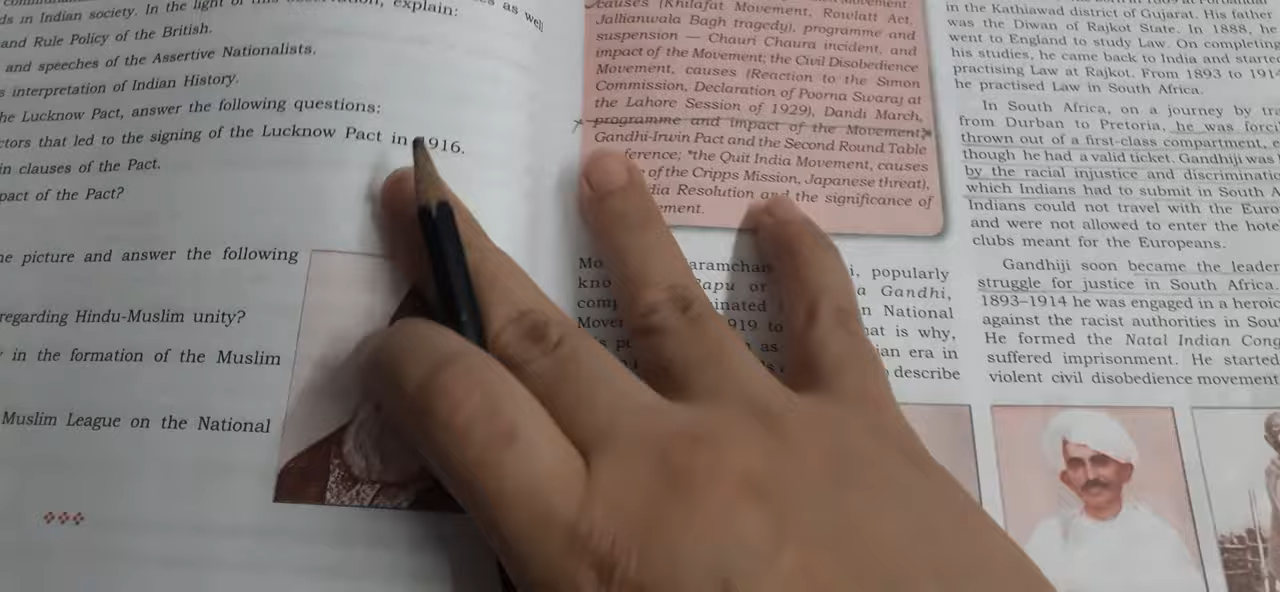 ds in Indian society. In the light of this observation, explain:
as well
and Rule Policy of the British.
and speeches of the Assertive Nationalists.
s interpretation of Indian History.
he Lucknow Pact, answer the following questions:
ctors that led to the signing of the Lucknow Pact in 1916.
in clauses of the Pact.
pact of the Pact?
he picture and answer the following
regarding Hindu-Muslim unity?
in the formation of the Muslim
Muslim League on the National
causes (Khilafat Movement, Rowlatt Act,
Jallianwala Bagh tragedy), programme and
suspension — Chauri Chaura incident, and
impact of the Movement; the Civil Disobedience
Movement, causes (Reaction to the Simon
Commission, Declaration of Poorna Swaraj at
the Lahore Session of 1929), Dandi March,
programme and impact of the Movement,
Gandhi-Irwin Pact and the Second Round Table
ference; *the Quit India Movement, causes
of the Cripps Mission, Japanese threat),
dia Resolution and the significance of
ement.
Mo aramchan i, popularly
kno Bapu or a Gandhi,
com inated n National
Mover 919 to hat is why,
as ian era in
describe
in the Kathiawad district of Gujarat. His father
was the Diwan of Rajkot State. In 1888, he
went to England to study Law. On completing
his studies, he came back to India and started
practising Law at Rajkot. From 1893 to 1914
he practised Law in South Africa.
In South Africa, on a journey by tra
from Durban to Pretoria, he was forci
thrown out of a first-class compartment, e
though he had a valid ticket. Gandhiji was
by the racial injustice and discriminatio
which Indians had to submit in South A
Indians could not travel with the Euro
and were not allowed to enter the hote
clubs meant for the Europeans.
Gandhiji soon became the leader
struggle for justice in South Africa.
1893–1914 he was engaged in a heroic
against the racist authorities in Sout
He formed the Natal Indian Cong
suffered imprisonment. He started
violent civil disobedience movement